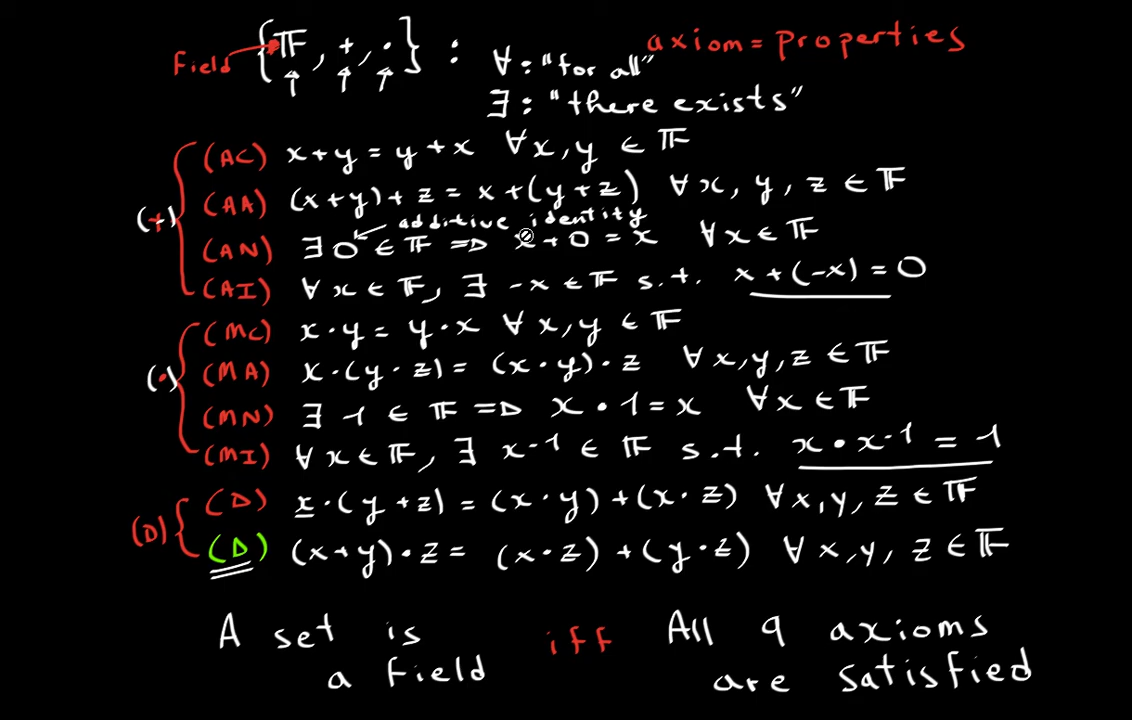 Field {𝔽, +, ·} : ∀ : "for all" axiom = properties
∃ : "there exists"
(+) (AC) x + y = y + x ∀ x, y ∈ 𝔽
(AA) (x + y) + z = x + (y + z) ∀ x, y, z ∈ 𝔽
additive identity
(AN) ∃ 0 ∈ 𝔽 ⇒ x + 0 = x ∀ x ∈ 𝔽
(AI) ∀ x ∈ 𝔽, ∃ -x ∈ 𝔽 s.t. x + (-x) = 0
(·) (MC) x · y = y · x ∀ x, y ∈ 𝔽
(MA) x · (y · z) = (x · y) · z ∀ x, y, z ∈ 𝔽
(MN) ∃ 1 ∈ 𝔽 ⇒ x · 1 = x ∀ x ∈ 𝔽
(MI) ∀ x ∈ 𝔽, ∃ x-1 ∈ 𝔽 s.t. x · x-1 = 1
(D) (D) x · (y + z) = (x · y) + (x · z) ∀ x, y, z ∈ 𝔽
(D) (x + y) · z = (x · z) + (y · z) ∀ x, y, z ∈ 𝔽
A set is iff All 9 axioms
a field are satisfied